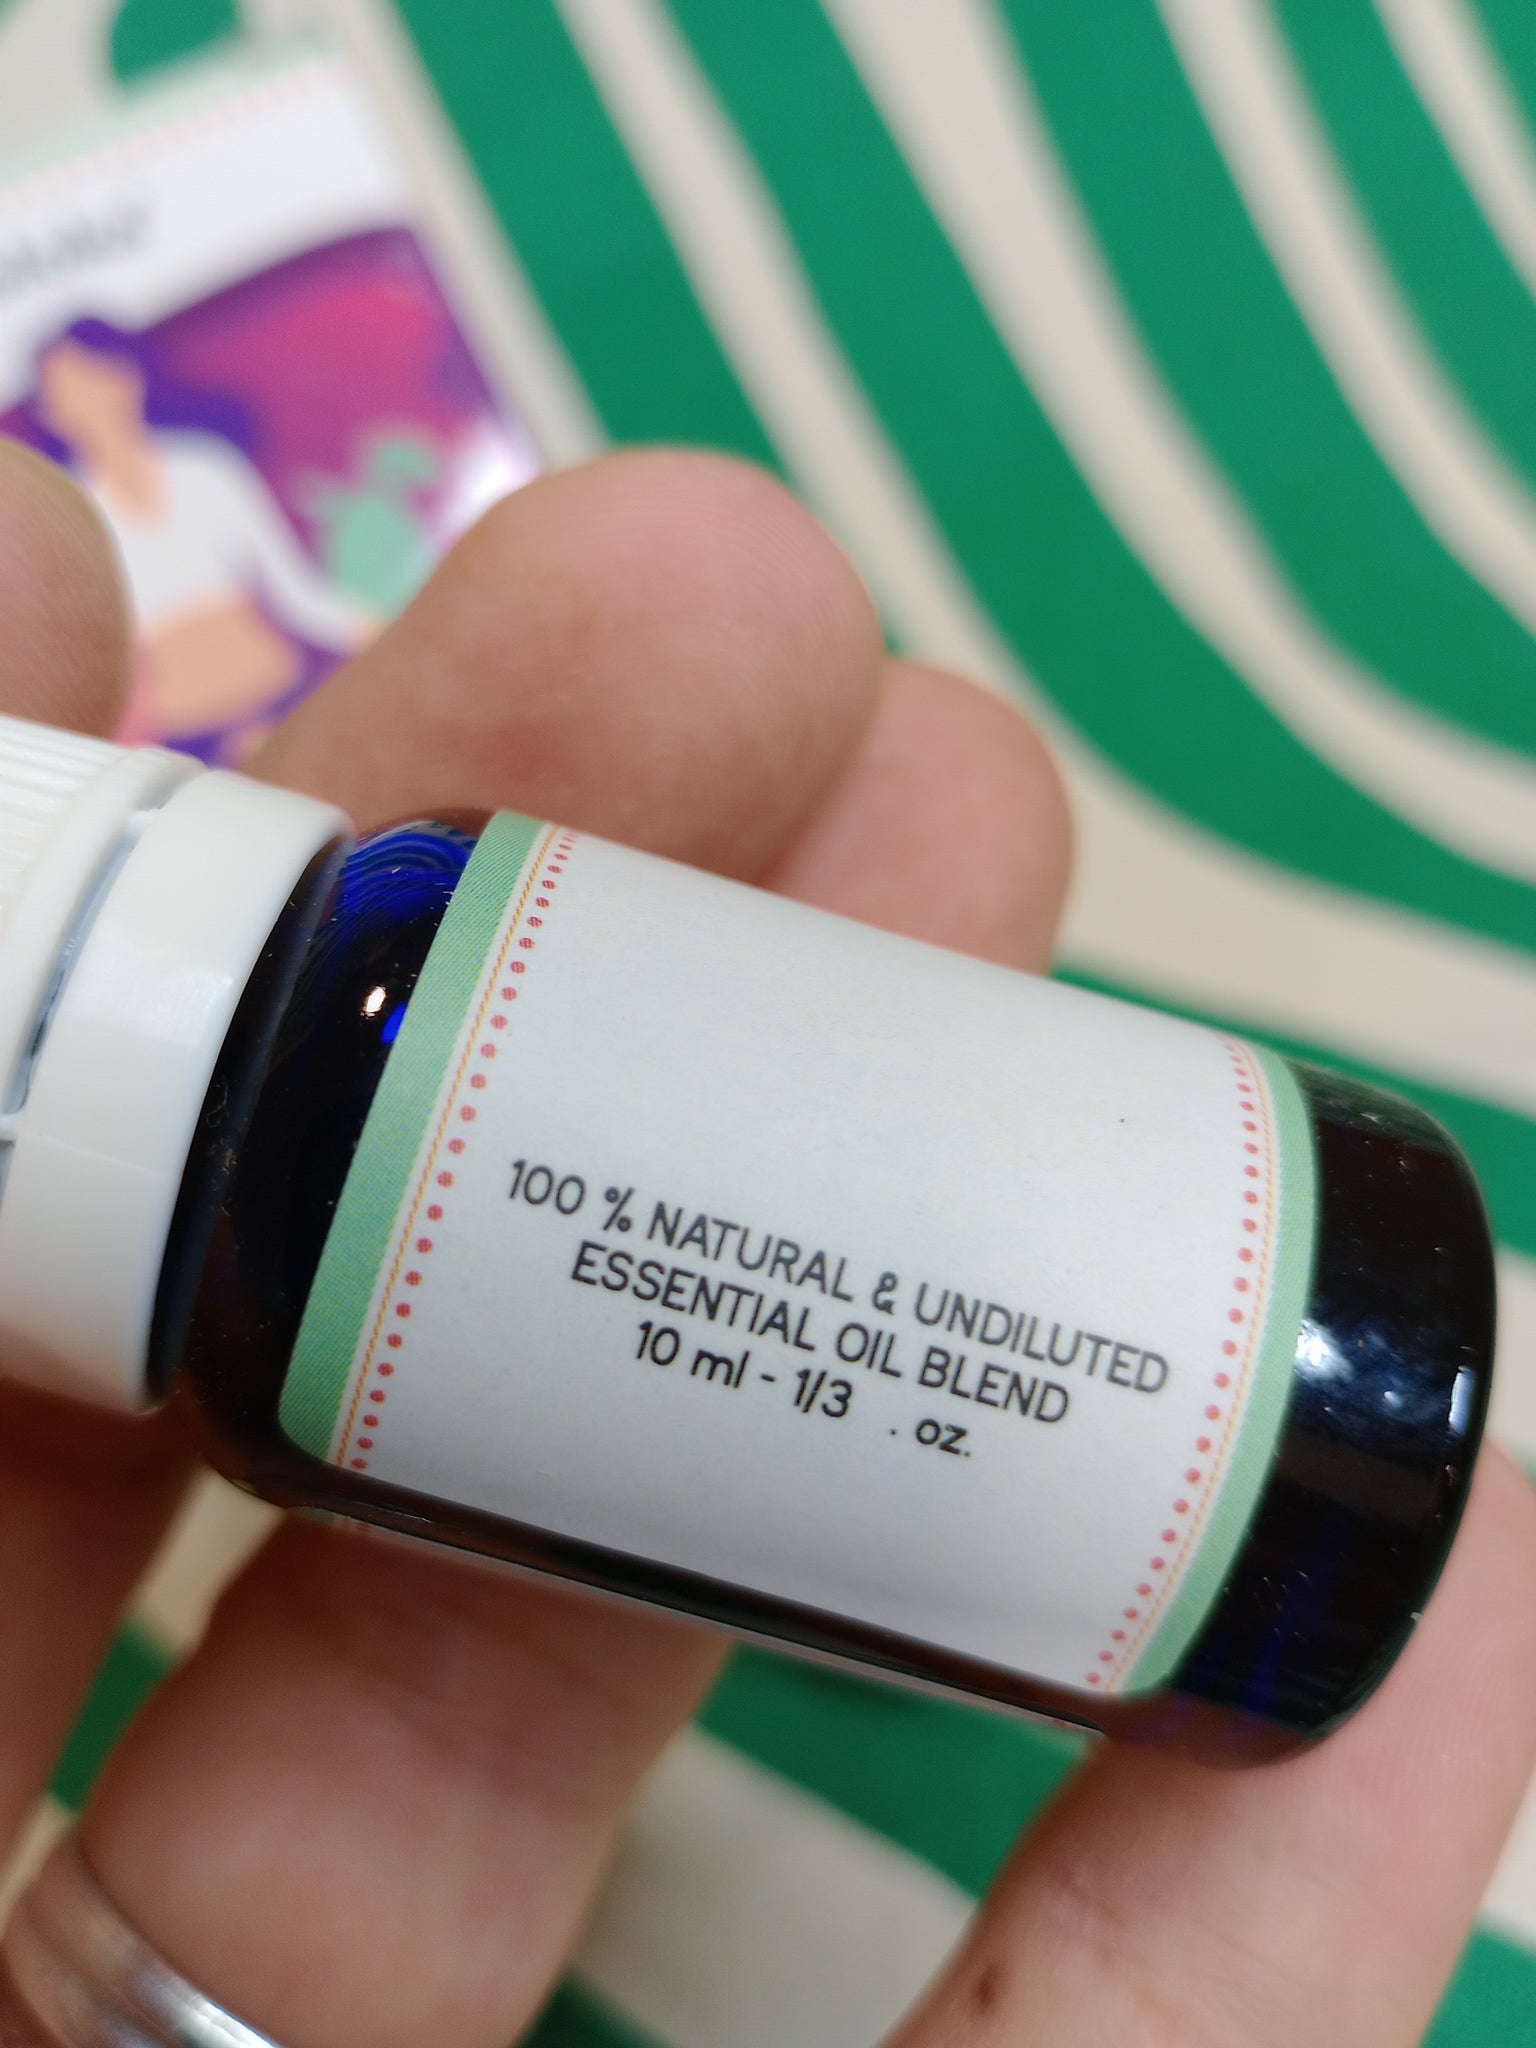 100 % NATURAL & UNDILUTED
ESSENTIAL OIL BLEND
10 ml - 1/3 . oz.